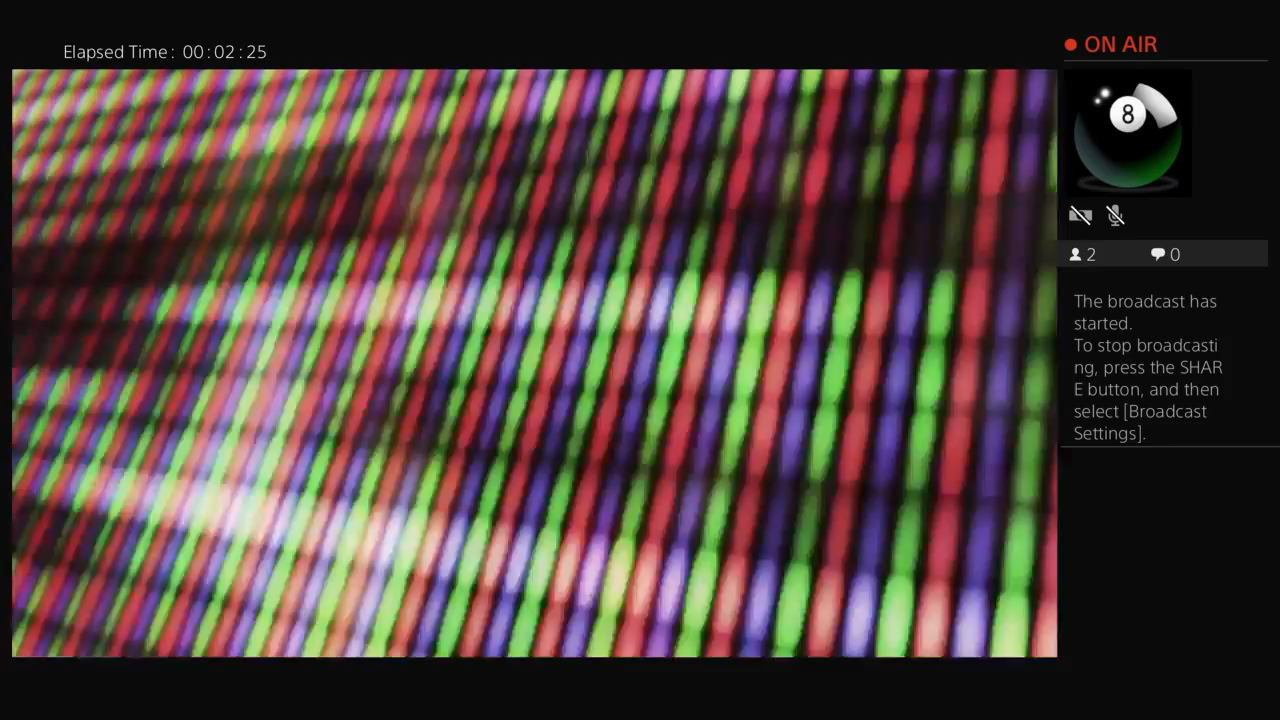 Elapsed Time: 00:02:25
ON AIR
8
2
0
The broadcast has
started.
To stop broadcasti
ng, press the SHAR
E button, and then
select [Broadcast
Settings].